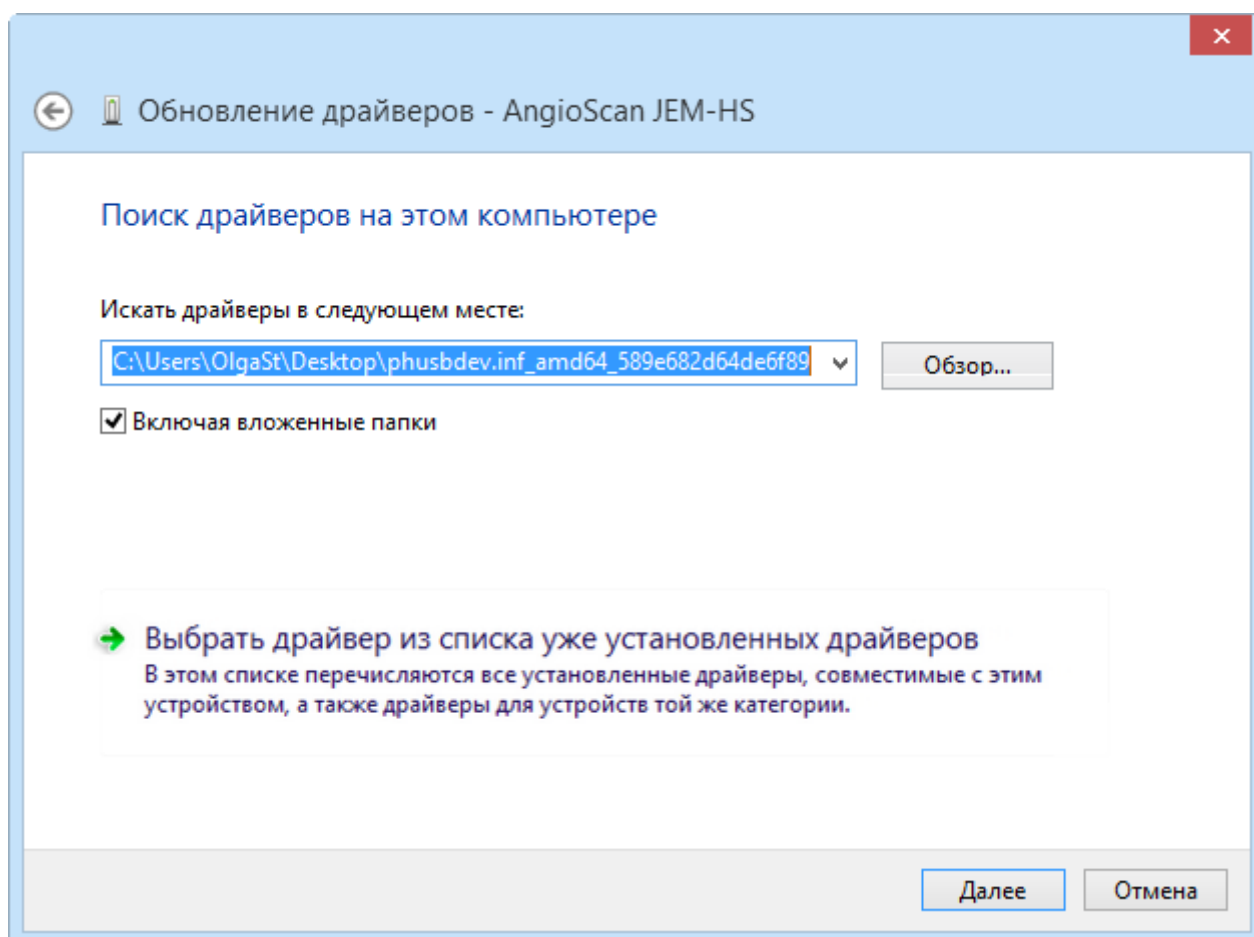 Обновление драйверов - AngioScan JEM-HS
Поиск драйверов на этом компьютере
Искать драйверы в следующем месте:
C:\Users\OlgaSt\Desktop\phusbdev.inf_amd64_589e682d64de6f89
Обзор...
Включая вложенные папки
Выбрать драйвер из списка уже установленных драйверов
В этом списке перечисляются все установленные драйверы, совместимые с этим
устройством, а также драйверы для устройств той же категории.
Далее
Отмена